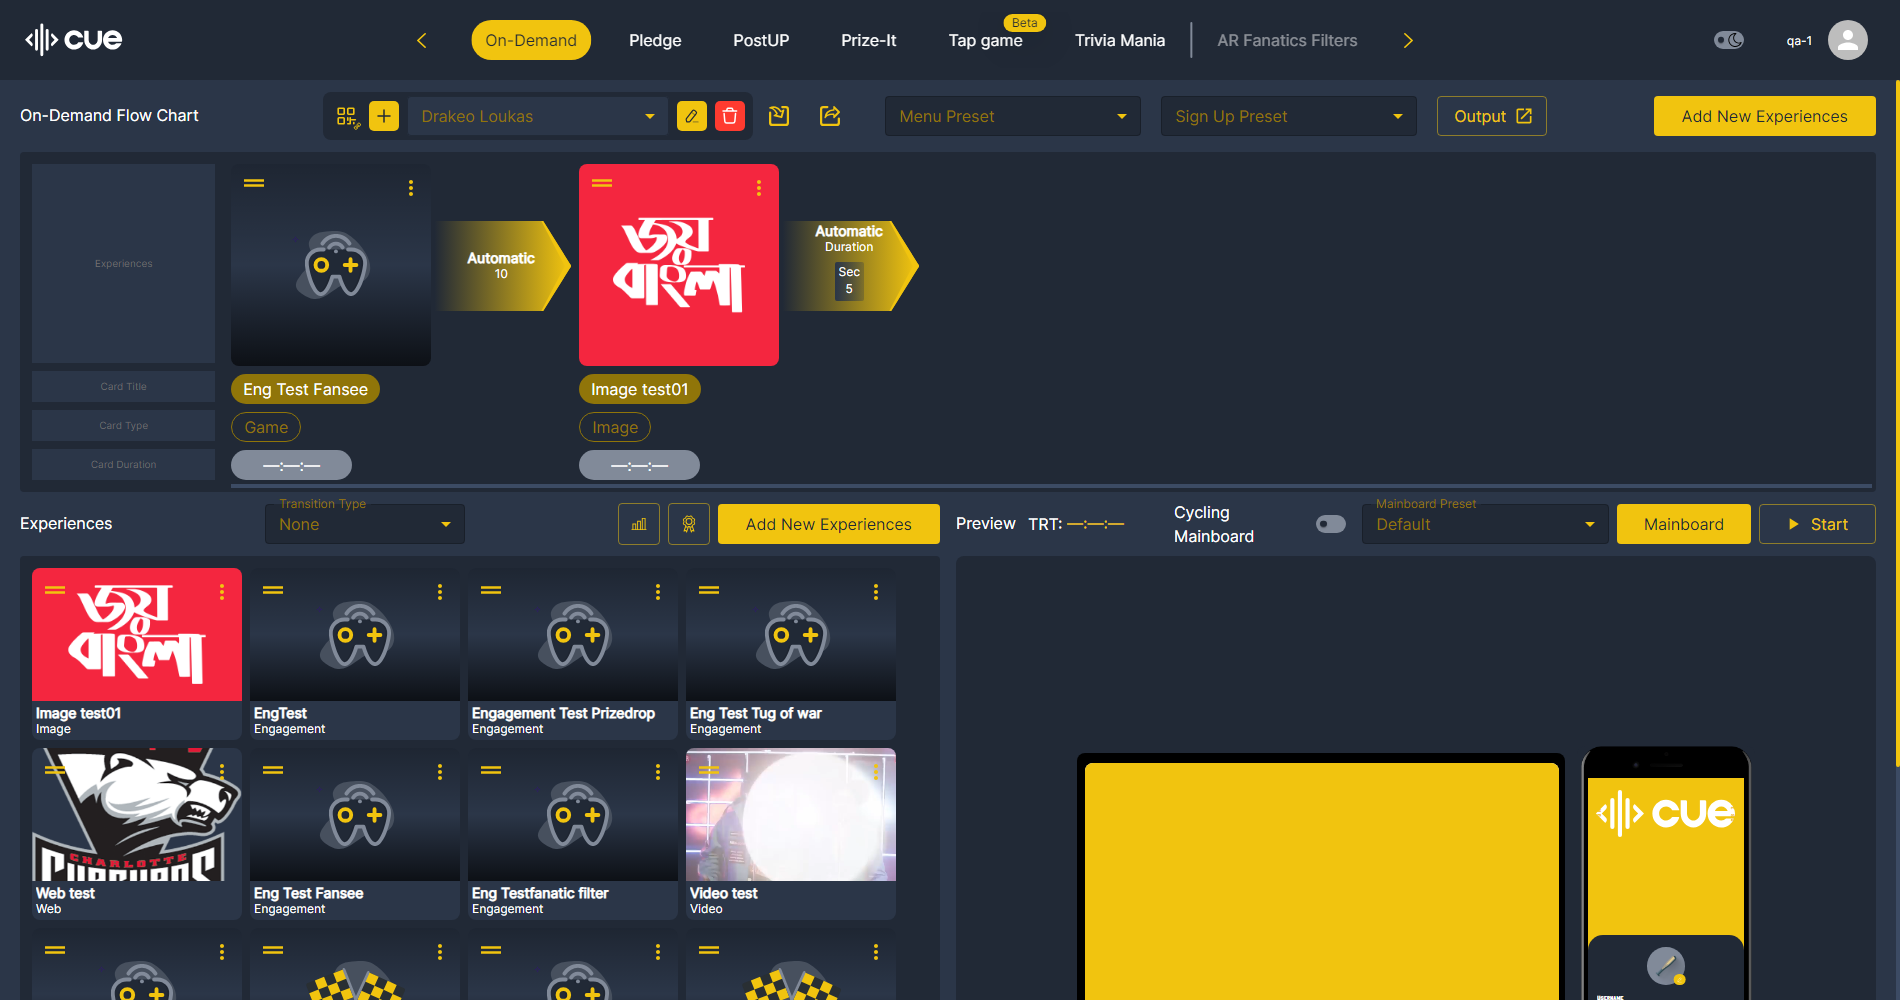 cue
On-Demand
Pledge
PostUP
Prize-It
Tap game
Beta
Trivia Mania
AR Fanatics Filters
qa-1
On-Demand Flow Chart
Drakeo Loukas
Menu Preset
Sign Up Preset
Output
Add New Experiences
Experiences
Card Title
Card Type
Card Duration
Automatic
10
জয়
বাংলা
Automatic
Duration
Sec
5
Eng Test Fansee
Image test01
Game
Image
—:—:—
—:—:—
Experiences
Transition Type
None
Add New Experiences
Preview
TRT: —:—:—
Cycling
Mainboard
Mainboard Preset
Default
Mainboard
Start
জয়
বাংলা
Image test01
Image
EngTest
Engagement
Engagement Test Prizedrop
Engagement
Eng Test Tug of war
Engagement
CHARLOTTE
Web test
Web
Eng Test Fansee
Engagement
Eng Testfanatic filter
Engagement
Video test
Video
cue
USERNAME